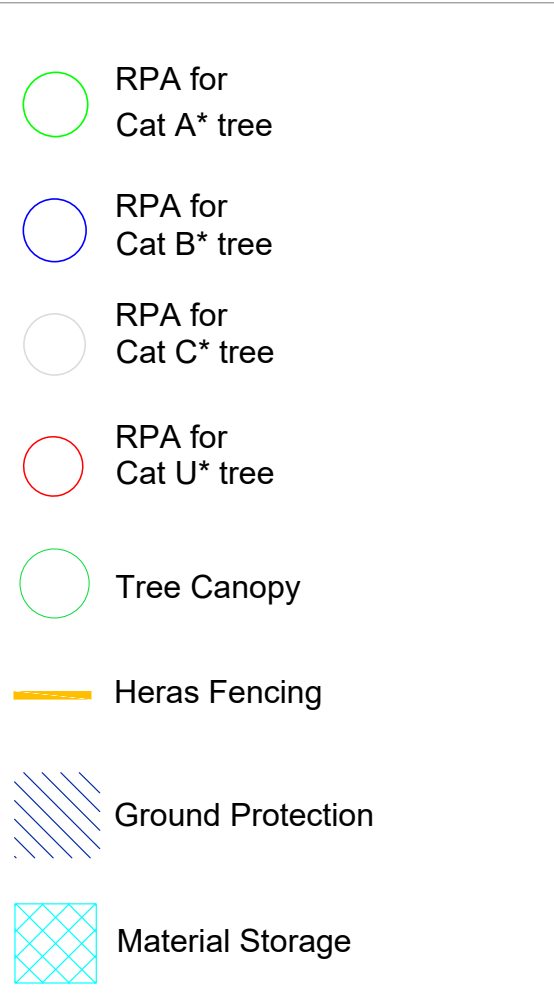 RPA for
Cat A* tree
RPA for
Cat B* tree
RPA for
Cat C* tree
RPA for
Cat U* tree
Tree Canopy
Heras Fencing
Ground Protection
Material Storage